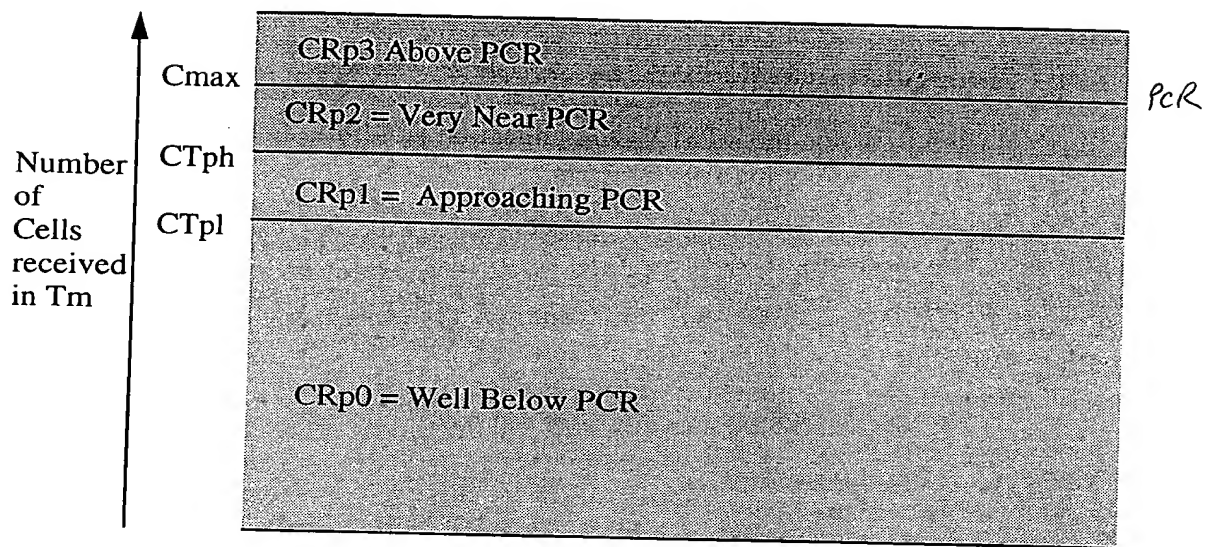 CRp3 Above PCR
Cmax
PCR
CRp2 = Very Near PCR
CTph
CRp1 = Approaching PCR
CTpl
Number
of
Cells
received
in Tm
CRp0 = Well Below PCR